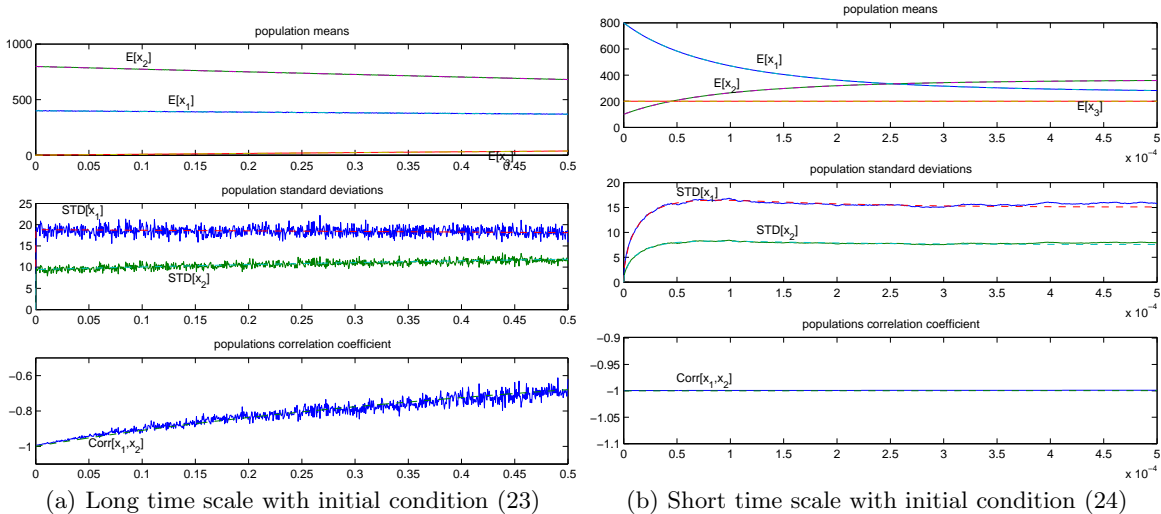 population means
1000
500
0
E[x2]
E[x1]
E[x3]
0 0.05 0.1 0.15 0.2 0.25 0.3 0.35 0.4 0.45 0.5
population standard deviations
25
20
15
10
5
0
STD[x1]
STD[x2]
0 0.05 0.1 0.15 0.2 0.25 0.3 0.35 0.4 0.45 0.5
populations correlation coefficient
−0.6
−0.8
−1
Corr[x1,x2]
0 0.05 0.1 0.15 0.2 0.25 0.3 0.35 0.4 0.45 0.5
(a) Long time scale with initial condition (23)
population means
800
600
400
200
0
E[x1]
E[x2]
E[x3]
0 0.5 1 1.5 2 2.5 3 3.5 4 4.5 5
x 10−4
population standard deviations
20
15
10
5
0
STD[x1]
STD[x2]
0 0.5 1 1.5 2 2.5 3 3.5 4 4.5 5
x 10−4
populations correlation coefficient
−0.9
−0.95
−1
−1.05
−1.1
Corr[x1,x2]
0 0.5 1 1.5 2 2.5 3 3.5 4 4.5 5
x 10−4
(b) Short time scale with initial condition (24)